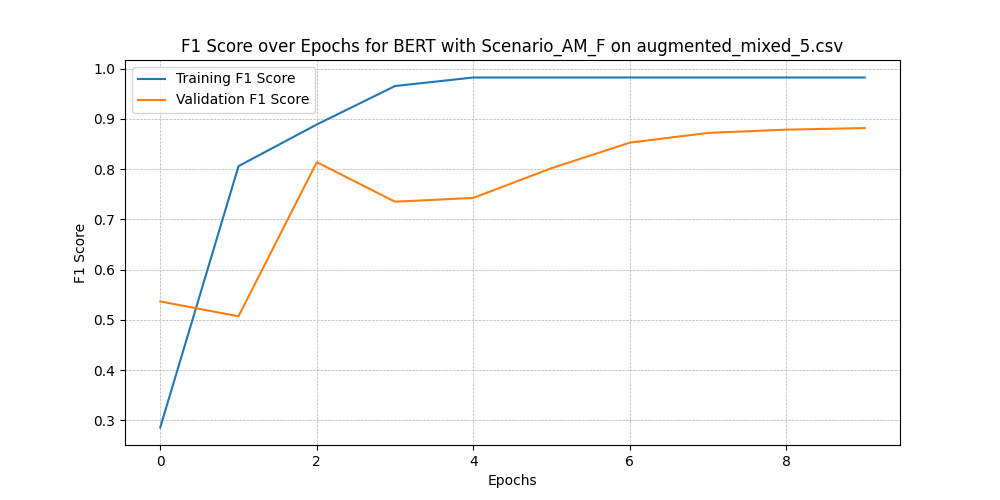 F1 Score over Epochs for BERT with Scenario_AM_F on augmented_mixed_5.csv
Training F1 Score
Validation F1 Score
F1 Score
1.0
0.9
0.8
0.7
0.6
0.5
0.4
0.3
0 2 4 6 8
Epochs